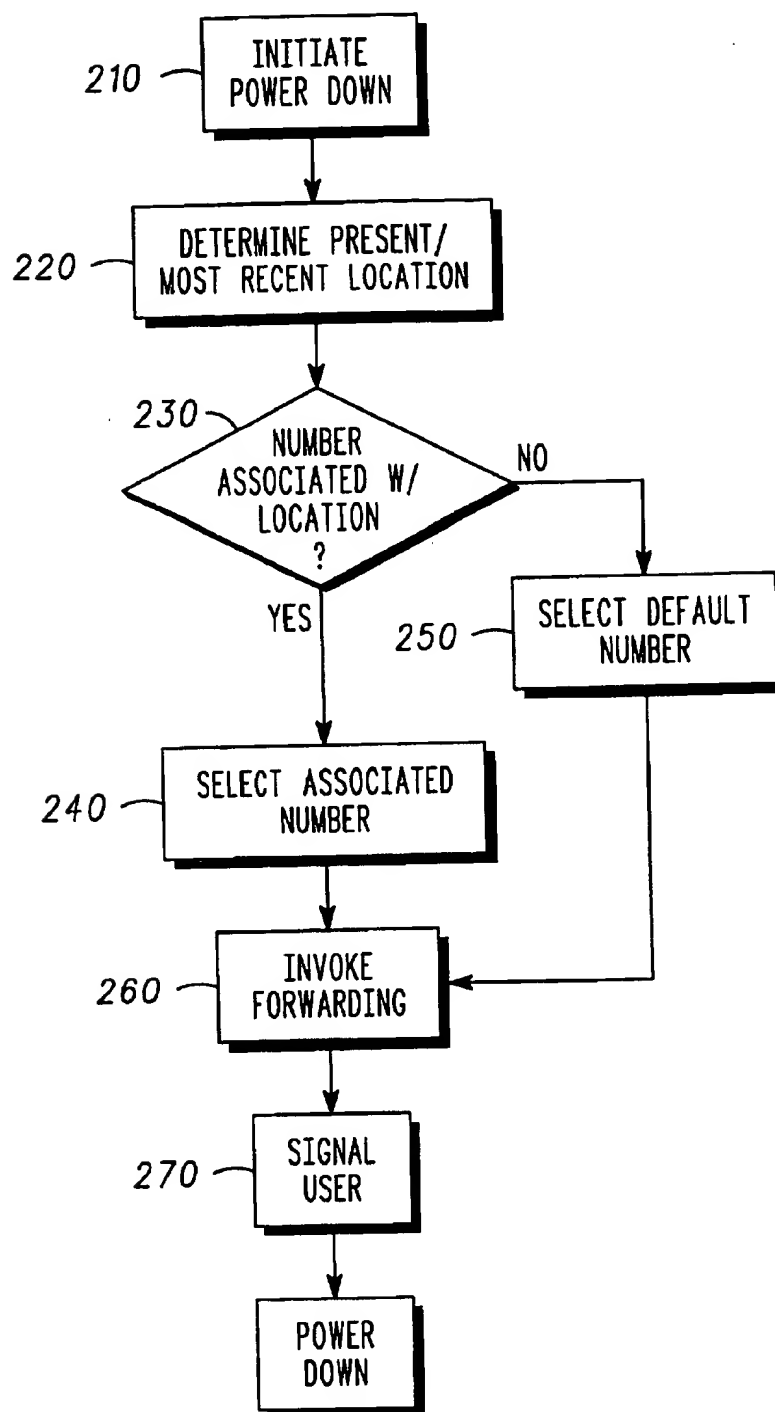 210
INITIATE
POWER DOWN
220
DETERMINE PRESENT/
MOST RECENT LOCATION
230
NUMBER
ASSOCIATED W/
LOCATION
?
NO
YES
250
SELECT DEFAULT
NUMBER
240
SELECT ASSOCIATED
NUMBER
260
INVOKE
FORWARDING
270
SIGNAL
USER
POWER
DOWN